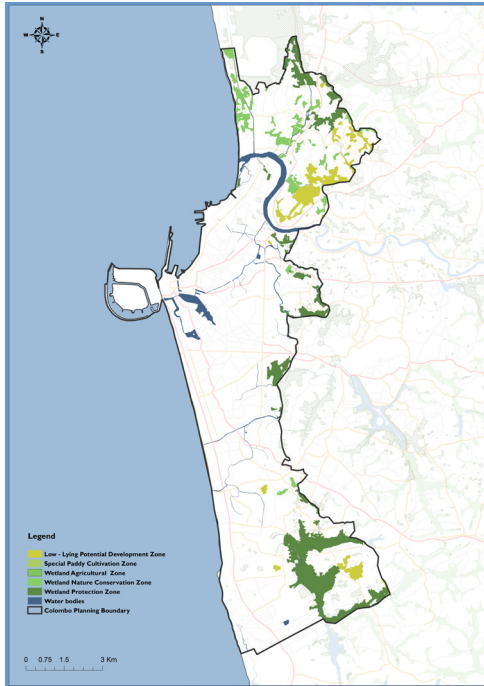 N
W E
S
Legend
Low - Lying Potential Development Zone
Special Paddy Cultivation Zone
Wetland Agricultural Zone
Wetland Nature Conservation Zone
Wetland Protection Zone
Water bodies
Colombo Planning Boundary
0 0.75 1.5 3 Km